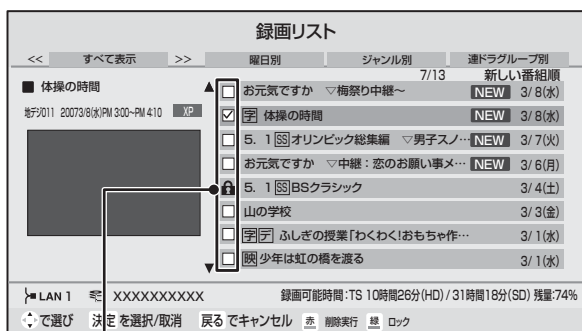 録画リスト
<< すべて表示 >> 曜日別 ジャンル別 連ドラグループ別
7/13 新しい番組順
■ 体操の時間
地デジ011 20073/8(水)PM 3:00~PM 4:10 XP
お元気ですか ▽梅祭り中継~ NEW 3/ 8(水)
字 体操の時間 NEW 3/ 8(水)
5. 1 SS オリンピック総集編 ▽男子スノ… NEW 3/ 7(火)
お元気ですか ▽中継:恋のお願い事メ… NEW 3/ 6(月)
5. 1 SS BSクラシック 3/ 4(土)
山の学校 3/ 3(金)
字 デ ふしぎの授業「わくわく!おもちゃ作… 3/ 1(水)
映 少年は虹の橋を渡る 3/ 1(水)
LAN 1 XXXXXXXXXX 録画可能時間:TS 10時間26分(HD) / 31時間18分(SD) 残量:74%
で選び 決定 を選択/取消 戻る でキャンセル 赤 削除実行 緑 ロック